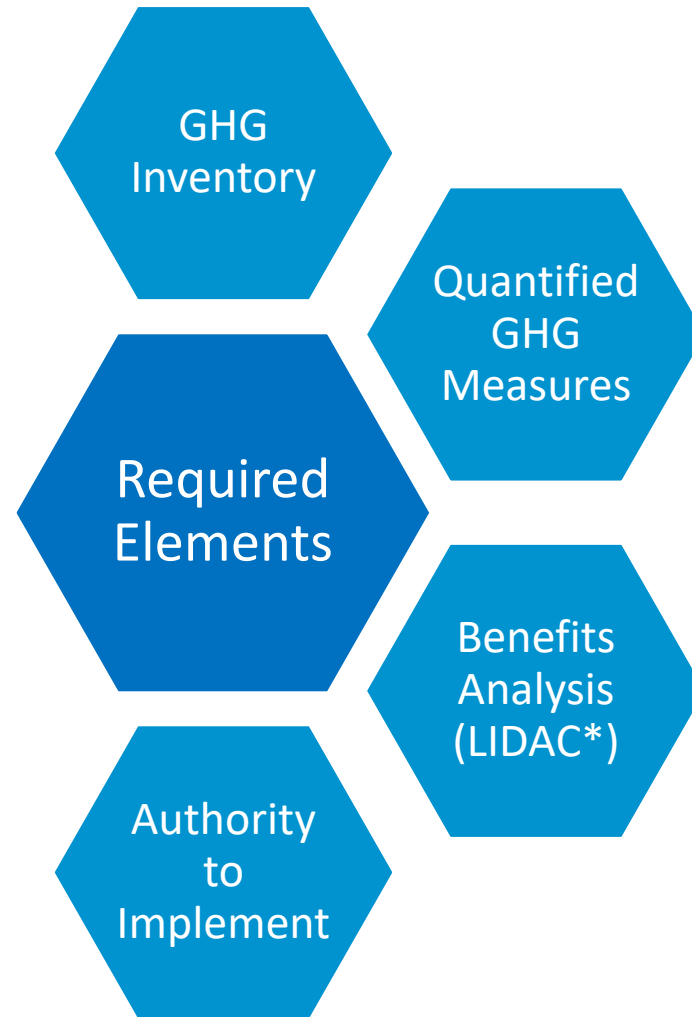 GHG
Inventory
Quantified
GHG
Measures
Required
Elements
Benefits
Analysis
(LIDAC*)
Authority
to
Implement